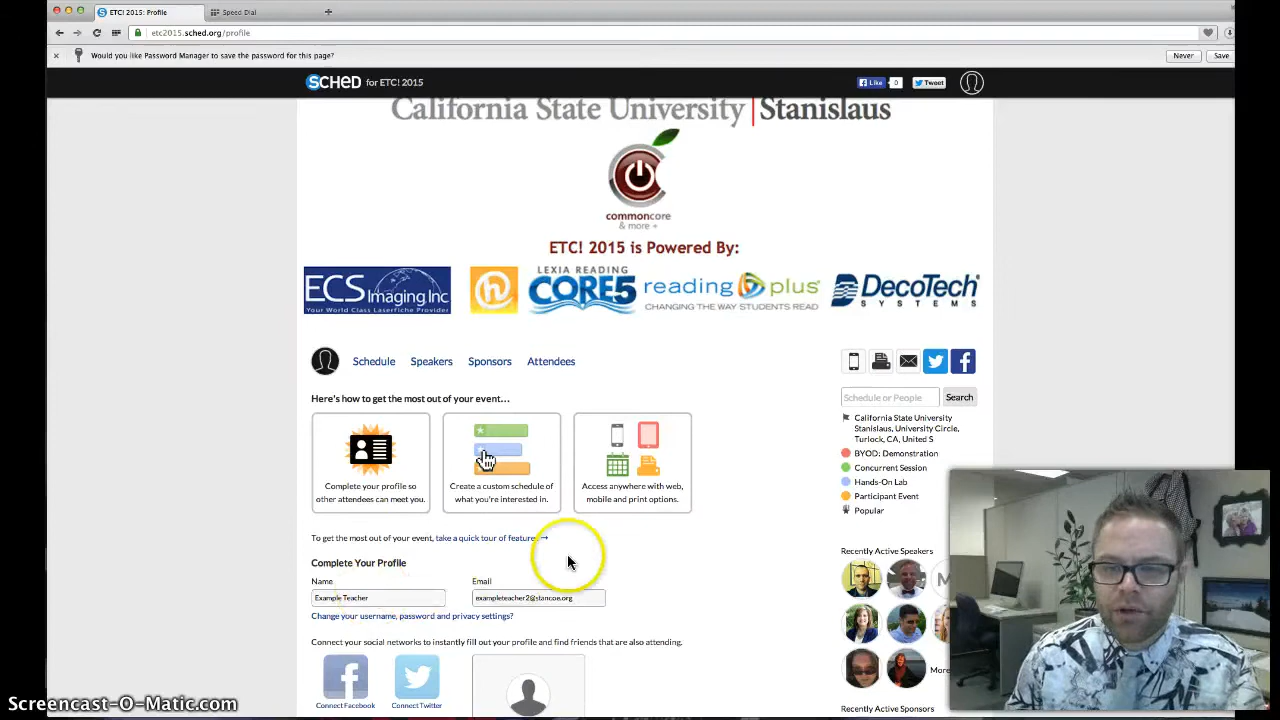 ETC! 2015: Profile
Speed Dial
etc2015.sched.org/profile
Would you like Password Manager to save the password for this page?
Never
Save
SCHED for ETC! 2015
Like
0
Tweet
California State University | Stanislaus
commoncore
& more +
ETC! 2015 is Powered By:
ECS Imaging Inc
Your World Class Laserfiche Provider
LEXIA READING
CORE5
reading plus
CHANGING THE WAY STUDENTS READ
DecoTech
SYSTEMS
Schedule
Speakers
Sponsors
Attendees
Here's how to get the most out of your event...
Complete your profile so
other attendees can meet you.
Create a custom schedule of
what you're interested in.
Access anywhere with web,
mobile and print options.
To get the most out of your event, take a quick tour of features →
Complete Your Profile
Name
Email
Example Teacher
exampleteacher2@stancoe.org
Change your username, password and privacy settings?
Connect your social networks to instantly fill out your profile and find friends that are also attending.
Connect Facebook
Connect Twitter
Schedule or People
Search
California State University
Stanislaus, University Circle,
Turlock, CA, United S
BYOD: Demonstration
Concurrent Session
Hands-On Lab
Participant Event
Popular
Recently Active Speakers
M
More
Recently Active Sponsors
Screencast-O-Matic.com